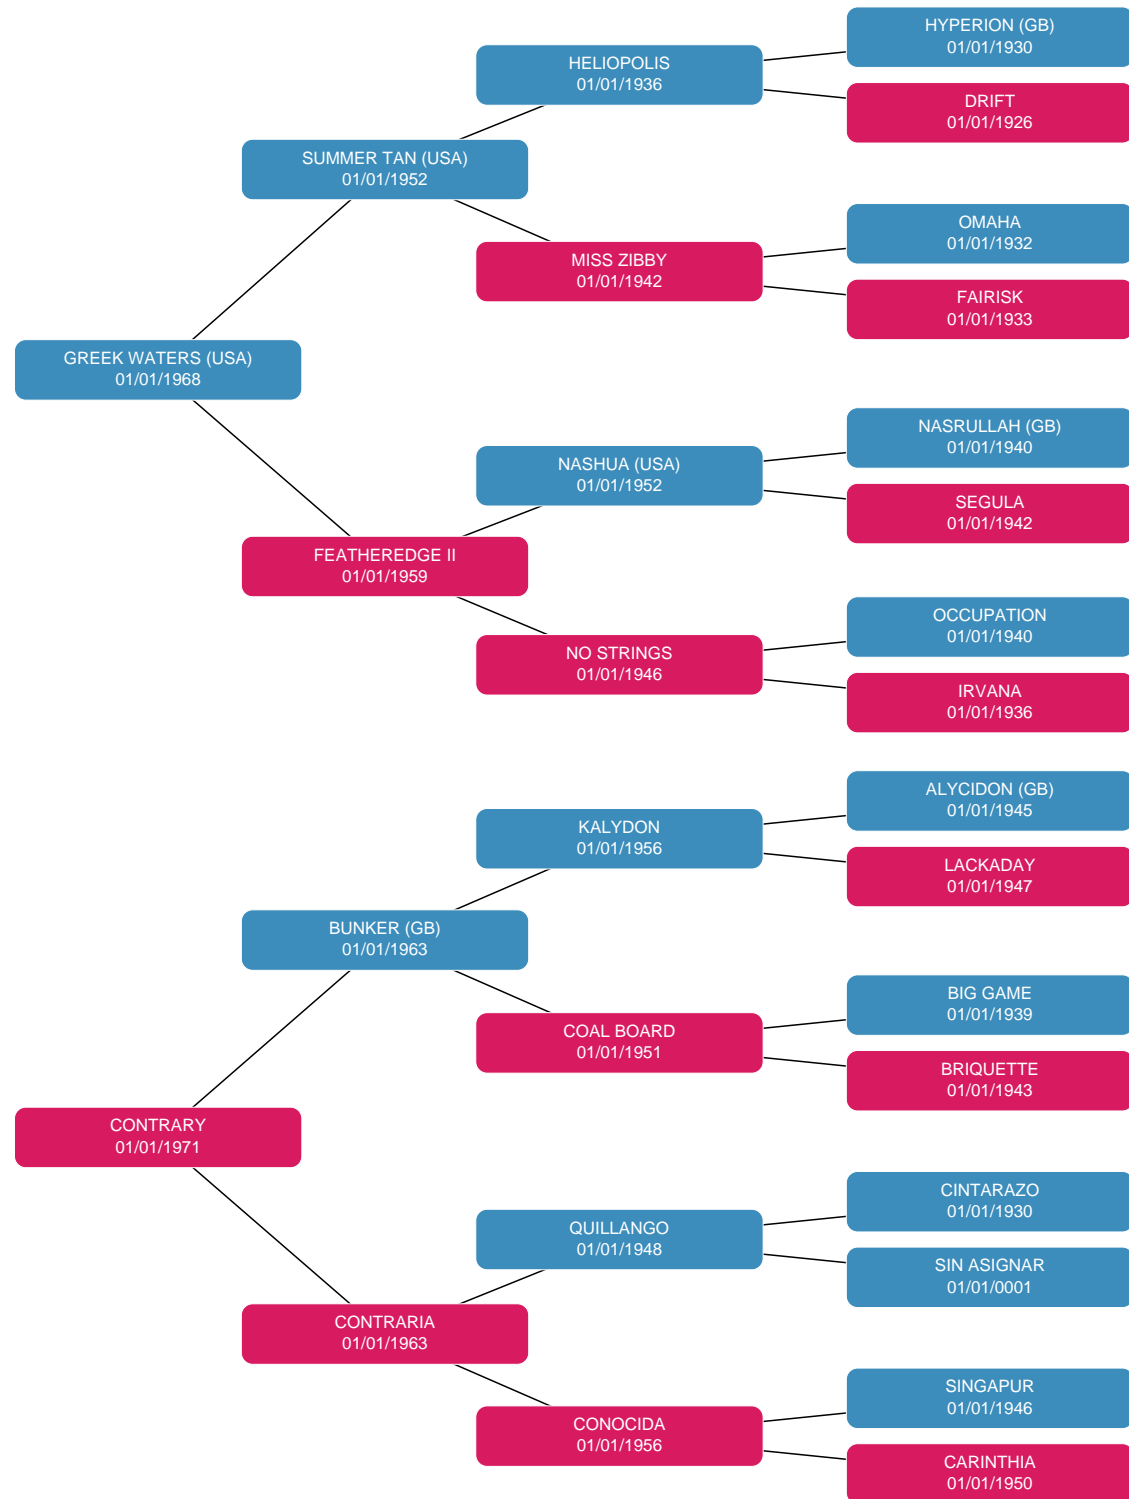 HYPERION (GB)
01/01/1930
HELIOPOLIS
01/01/1936
DRIFT
01/01/1926
SUMMER TAN (USA)
01/01/1952
OMAHA
01/01/1932
MISS ZIBBY
01/01/1942
FAIRISK
01/01/1933
GREEK WATERS (USA)
01/01/1968
NASRULLAH (GB)
01/01/1940
NASHUA (USA)
01/01/1952
SEGULA
01/01/1942
FEATHEREDGE II
01/01/1959
OCCUPATION
01/01/1940
NO STRINGS
01/01/1946
IRVANA
01/01/1936
ALYCIDON (GB)
01/01/1945
KALYDON
01/01/1956
LACKADAY
01/01/1947
BUNKER (GB)
01/01/1963
BIG GAME
01/01/1939
COAL BOARD
01/01/1951
BRIQUETTE
01/01/1943
CONTRARY
01/01/1971
CINTARAZO
01/01/1930
QUILLANGO
01/01/1948
SIN ASIGNAR
01/01/0001
CONTRARIA
01/01/1963
SINGAPUR
01/01/1946
CONOCIDA
01/01/1956
CARINTHIA
01/01/1950